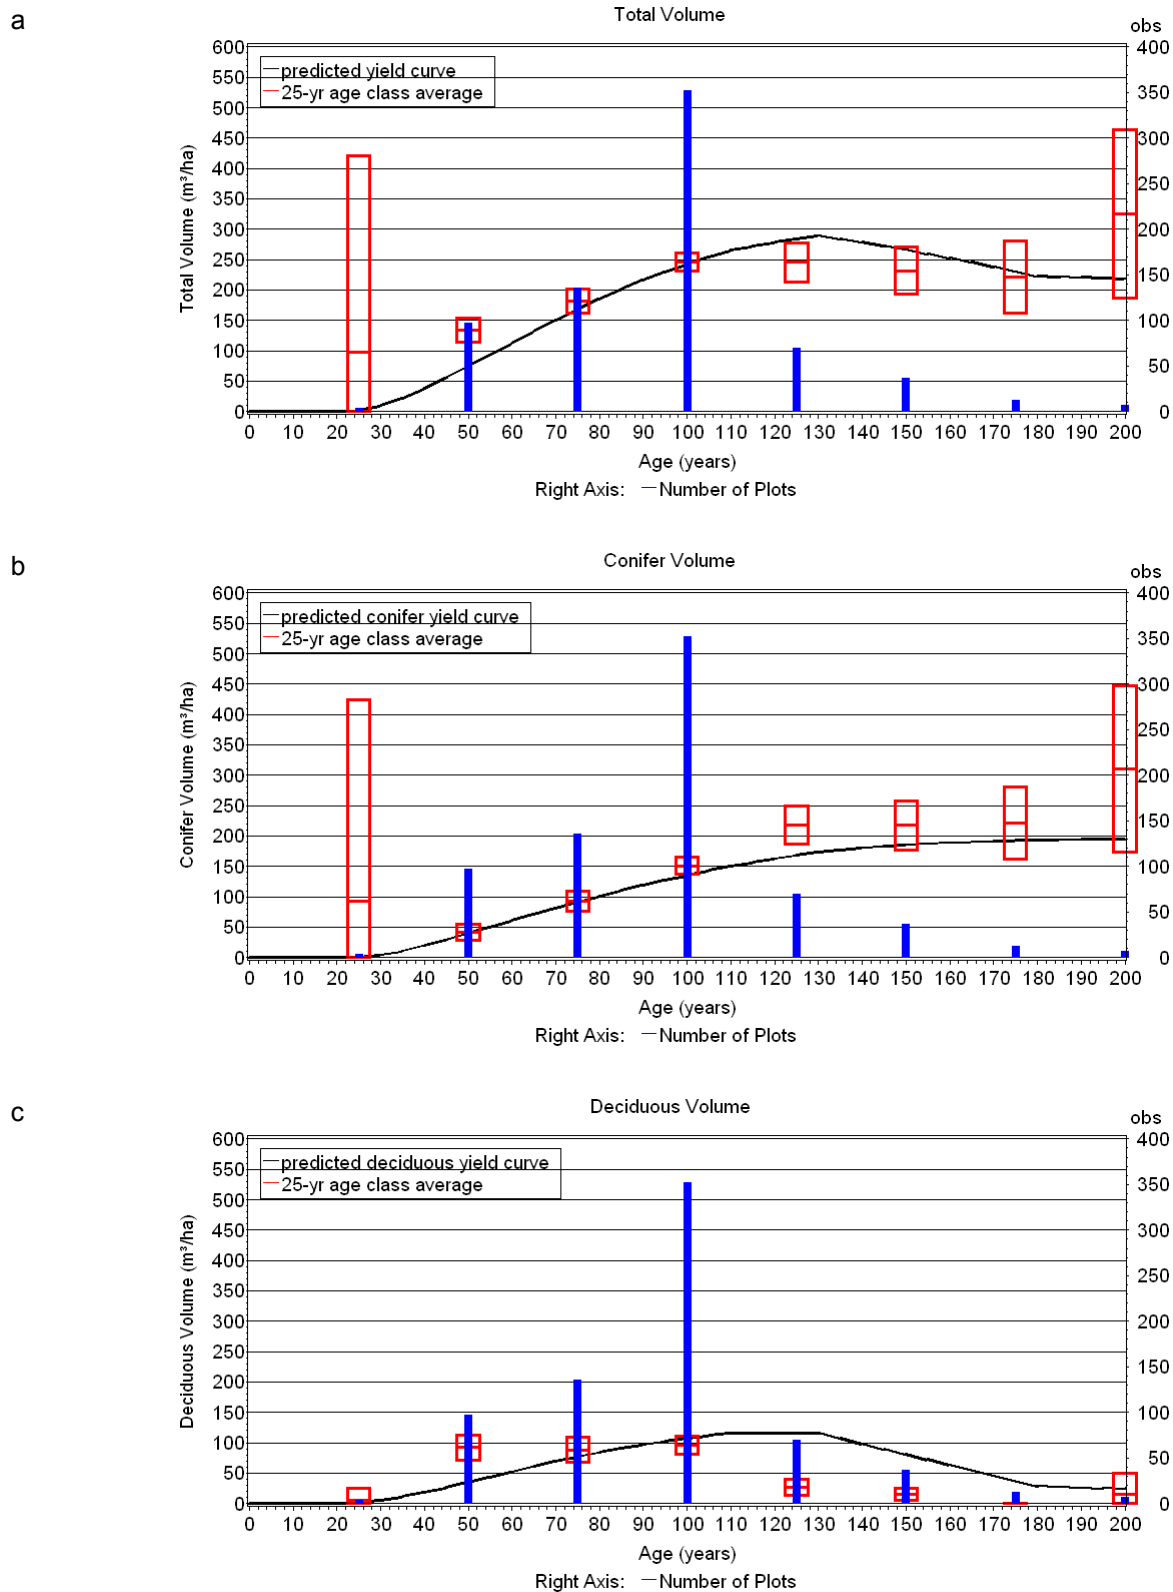 a
Total Volume
obs
predicted yield curve
25-yr age class average
Total Volume (m³/ha)
600
550
500
450
400
350
300
250
200
150
100
50
0
400
350
300
250
200
150
100
50
0
0 10 20 30 40 50 60 70 80 90 100 110 120 130 140 150 160 170 180 190 200
Age (years)
Right Axis: Number of Plots
b
Conifer Volume
obs
predicted conifer yield curve
25-yr age class average
Conifer Volume (m³/ha)
600
550
500
450
400
350
300
250
200
150
100
50
0
400
350
300
250
200
150
100
50
0
0 10 20 30 40 50 60 70 80 90 100 110 120 130 140 150 160 170 180 190 200
Age (years)
Right Axis: Number of Plots
c
Deciduous Volume
obs
predicted deciduous yield curve
25-yr age class average
Deciduous Volume (m³/ha)
600
550
500
450
400
350
300
250
200
150
100
50
0
400
350
300
250
200
150
100
50
0
0 10 20 30 40 50 60 70 80 90 100 110 120 130 140 150 160 170 180 190 200
Age (years)
Right Axis: Number of Plots